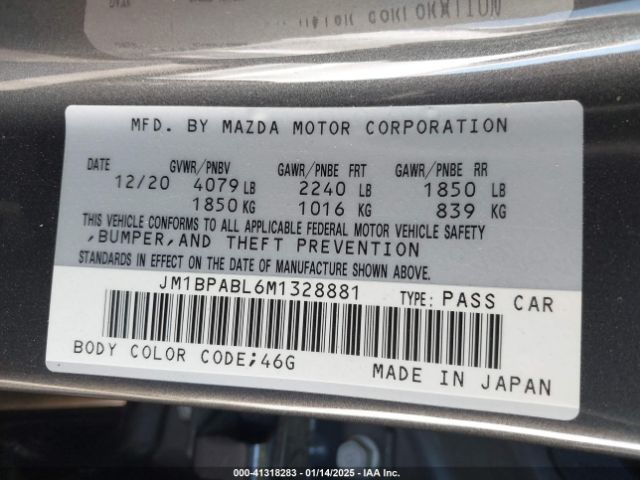 CORPORATION
MFD. BY MAZDA MOTOR CORPORATION
DATE GVWR/PNBV GAWR/PNBE FRT GAWR/PNBE RR
12/20 4079 LB 2240 LB 1850 LB
1850 KG 1016 KG 839 KG
THIS VEHICLE CONFORMS TO ALL APPLICABLE FEDERAL MOTOR VEHICLE SAFETY
,BUMPER,AND THEFT PREVENTION
STANDARDS IN EFFECT ON THE DATE OF MANUFACTURE SHOWN ABOVE.
JM1BPABL6M1328881 TYPE: PASS CAR
BODY COLOR CODE;46G
MADE IN JAPAN
000-41318283 - 01/14/2025 - IAA Inc.